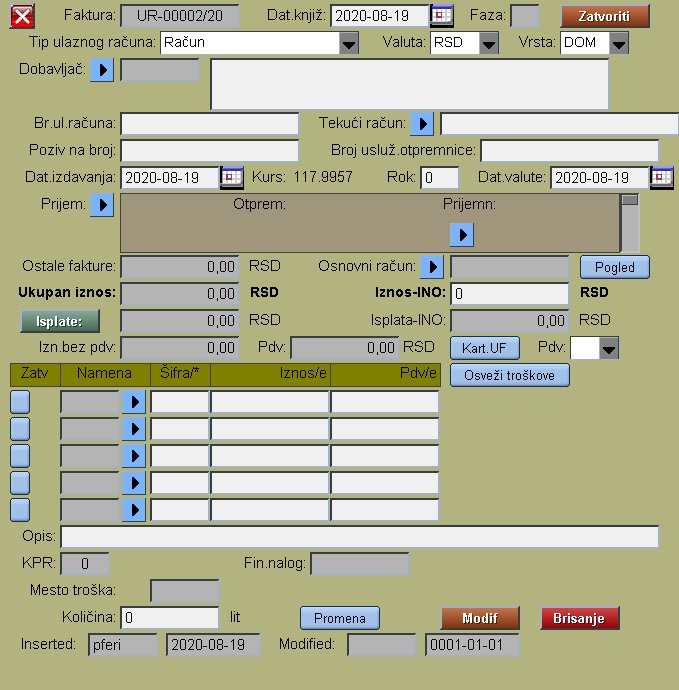 Faktura: UR-00002/20 Dat.knjiž: 2020-08-19 Faza: Zatvoriti
Tip ulaznog računa: Račun Valuta: RSD Vrsta: DOM
Dobavljač:
Br.ul.računa: Tekući račun:
Poziv na broj: Broj usluž.otpremnice:
Dat.izdavanja: 2020-08-19 Kurs: 117.9957 Rok: 0 Dat.valute: 2020-08-19
Prijem: Otprem: Prijemn:
Ostale fakture: 0,00 RSD Osnovni račun: Pogled
Ukupan iznos: 0,00 RSD Iznos-INO: 0 RSD
Isplate: 0,00 RSD Isplata-INO: 0,00 RSD
Izn.bez pdv: 0,00 Pdv: 0,00 RSD Kart.UF Pdv:
Zatv Namena Šifra/* Iznos/e Pdv/e Osveži troškove
Opis:
KPR: 0 Fin.nalog:
Mesto troška:
Količina: 0 lit Promena Modif Brisanje
Inserted: pferi 2020-08-19 Modified: 0001-01-01